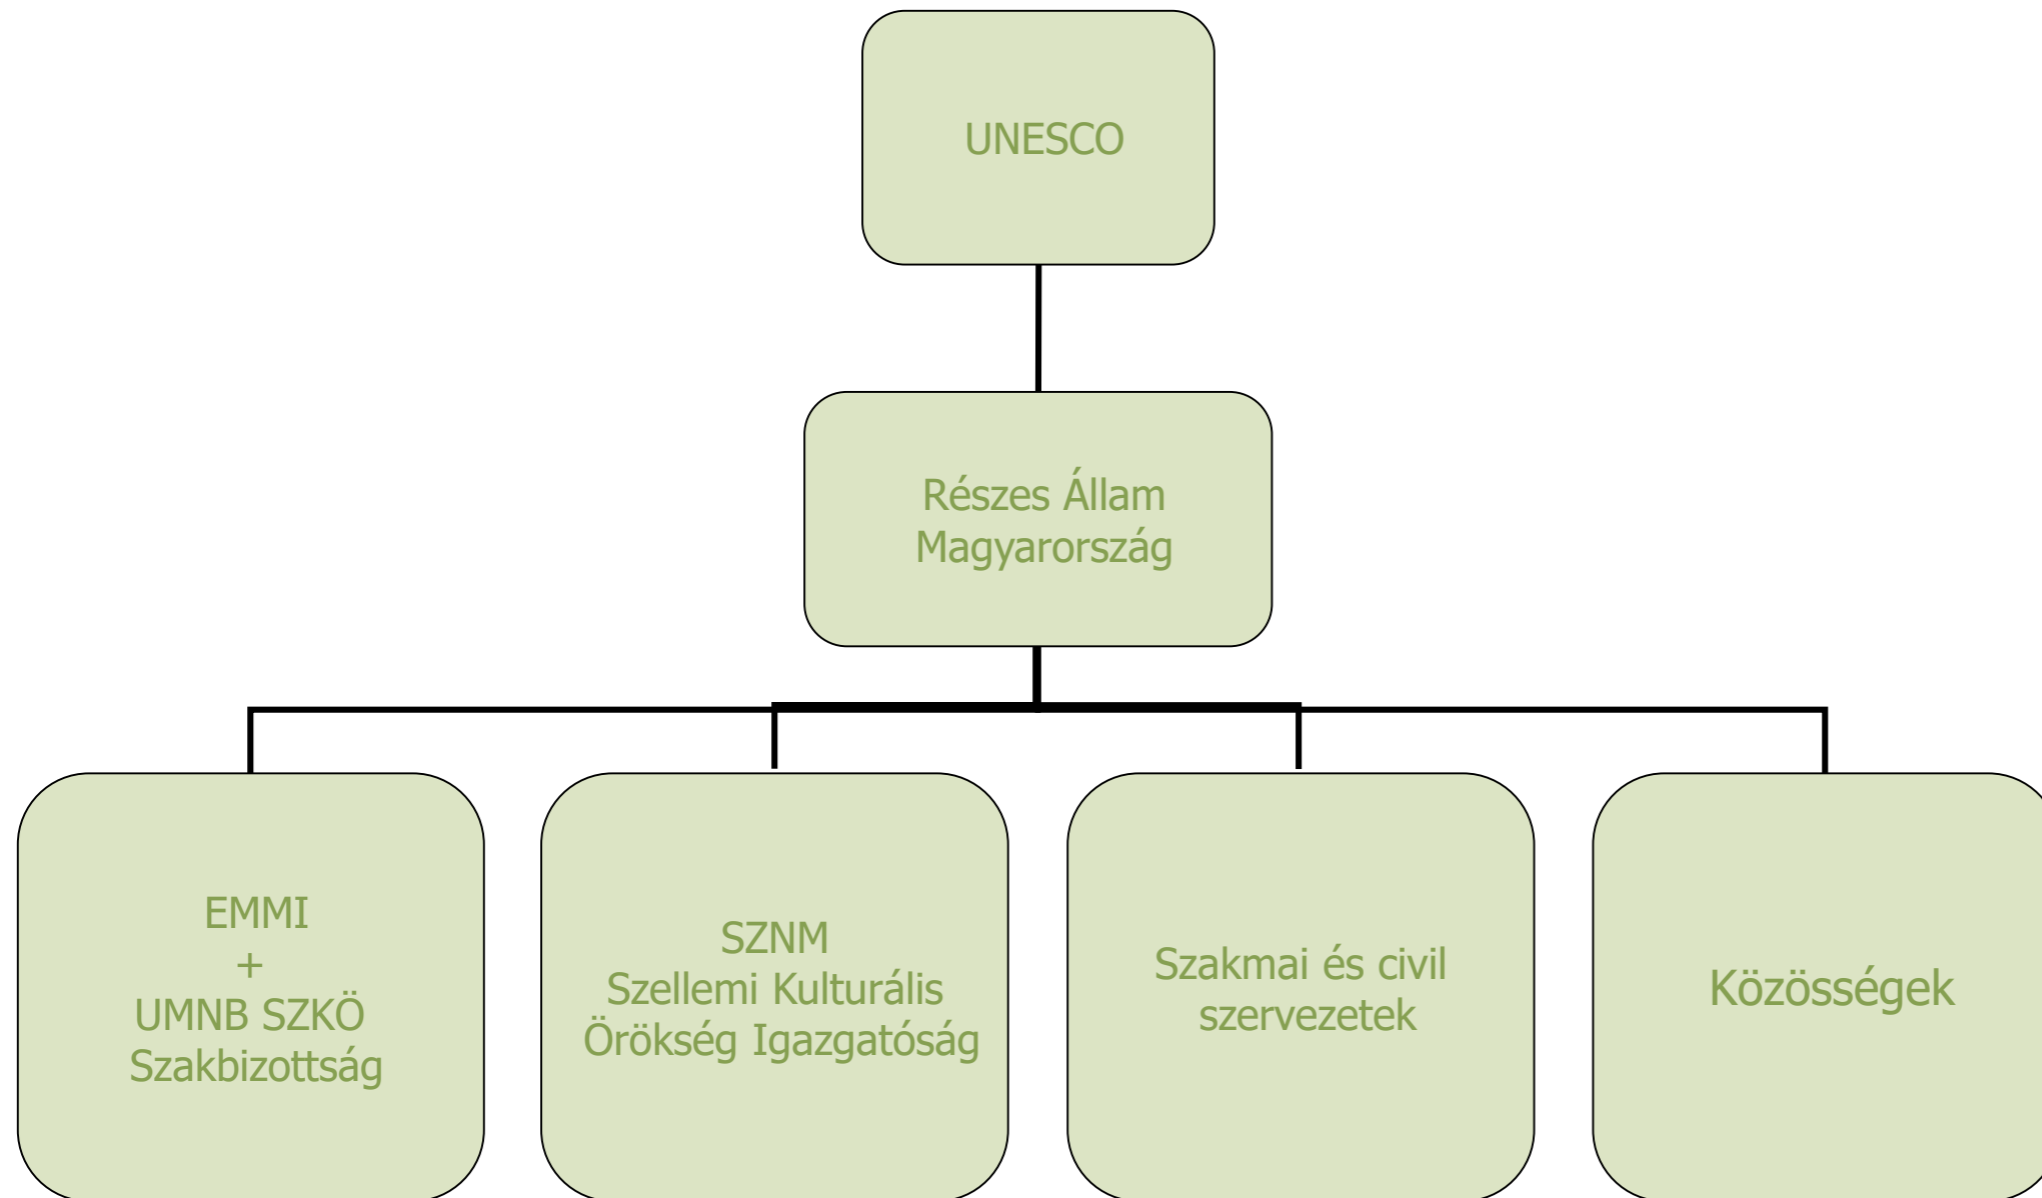 UNESCO
Részes Állam
Magyarország
EMMI
+
UMNB SZKÖ
Szakbizottság
SZNM
Szellemi Kulturális
Örökség Igazgatóság
Szakmai és civil
szervezetek
Közösségek